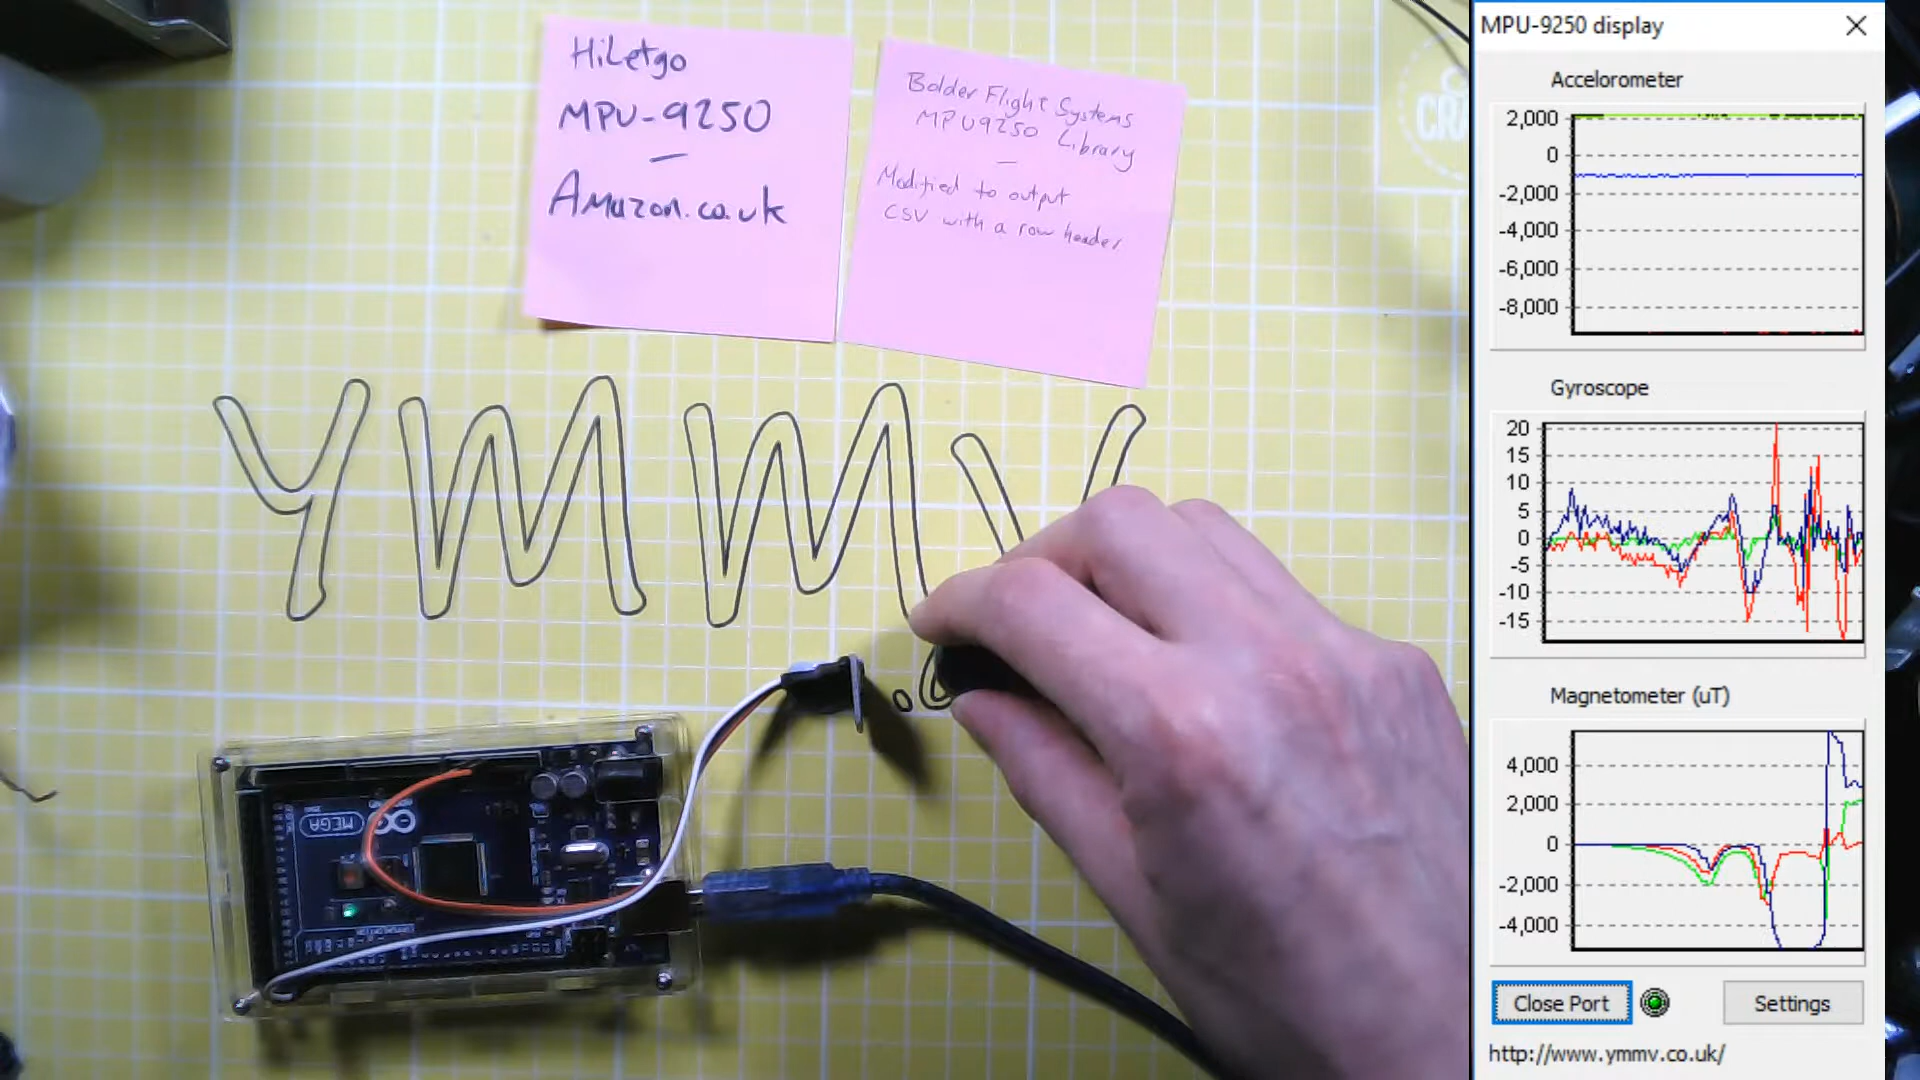 HiLetgo
MPU-9250
—
Amazon.co.uk
Bolder Flight Systems
MPU9250 Library
—
Modified to output
CSV with a row header
YMMV
MEGA
MPU-9250 display
Accelorometer
2,000
0
-2,000
-4,000
-6,000
-8,000
Gyroscope
20
15
10
5
0
-5
-10
-15
Magnetometer (uT)
4,000
2,000
0
-2,000
-4,000
Close Port
Settings
http://www.ymmv.co.uk/